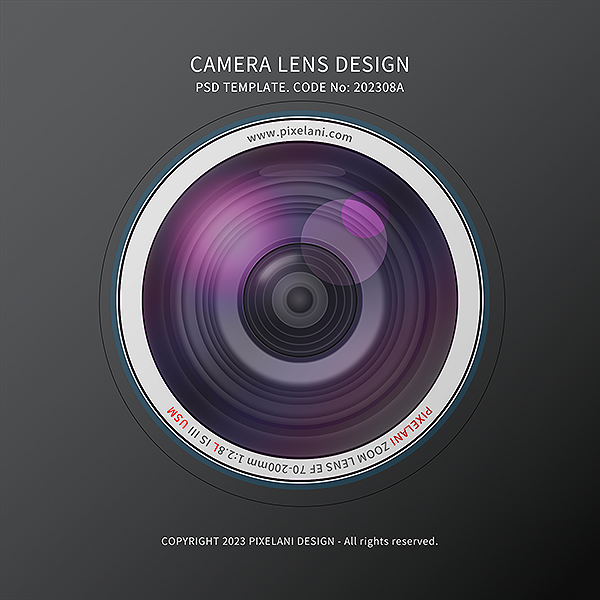 CAMERA LENS DESIGN
PSD TEMPLATE. CODE No: 202308A
www.pixelani.com
PIXELANI ZOOM LENS EF 70-200mm 1:2.8L IS III USM
COPYRIGHT 2023 PIXELANI DESIGN - All rights reserved.